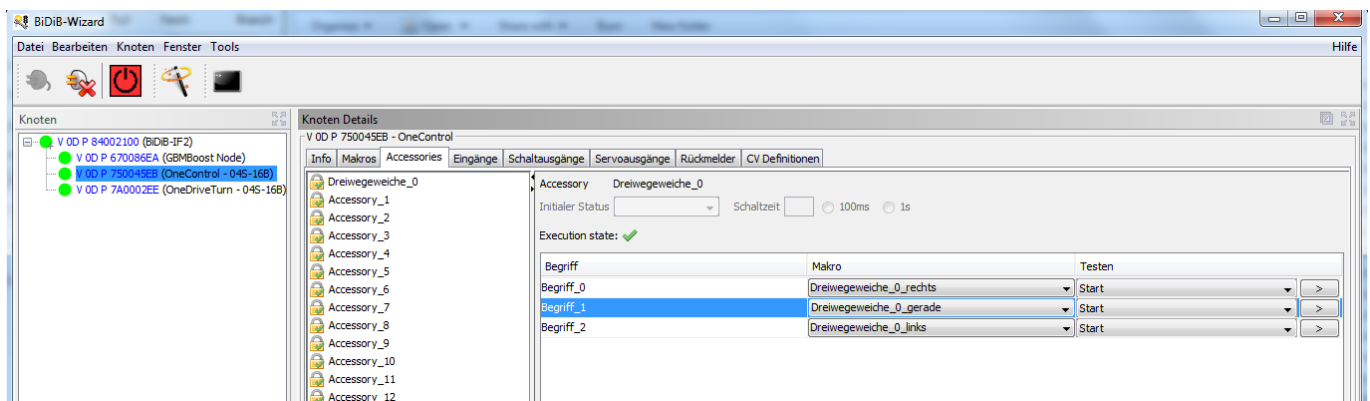 BiDiB-Wizard
Datei Bearbeiten Knoten Fenster Tools Hilfe
Knoten
V 0D P 84002100 (BiDiB-IF2)
V 0D P 670086EA (GBMBoost Node)
V 0D P 750045EB (OneControl - 04S-16B)
V 0D P 7A0002EE (OneDriveTurn - 04S-16B)
Knoten Details
V 0D P 750045EB - OneControl
Info Makros Accessories Eingänge Schaltausgänge Servoausgänge Rückmelder CV Definitionen
Dreiwegeweiche_0
Accessory_1
Accessory_2
Accessory_3
Accessory_4
Accessory_5
Accessory_6
Accessory_7
Accessory_8
Accessory_9
Accessory_10
Accessory_11
Accessory_12
Accessory Dreiwegeweiche_0
Initialer Status Schaltzeit 100ms 1s
Execution state:
Begriff Makro Testen
Begriff_0 Dreiwegeweiche_0_rechts Start >
Begriff_1 Dreiwegeweiche_0_gerade Start >
Begriff_2 Dreiwegeweiche_0_links Start >